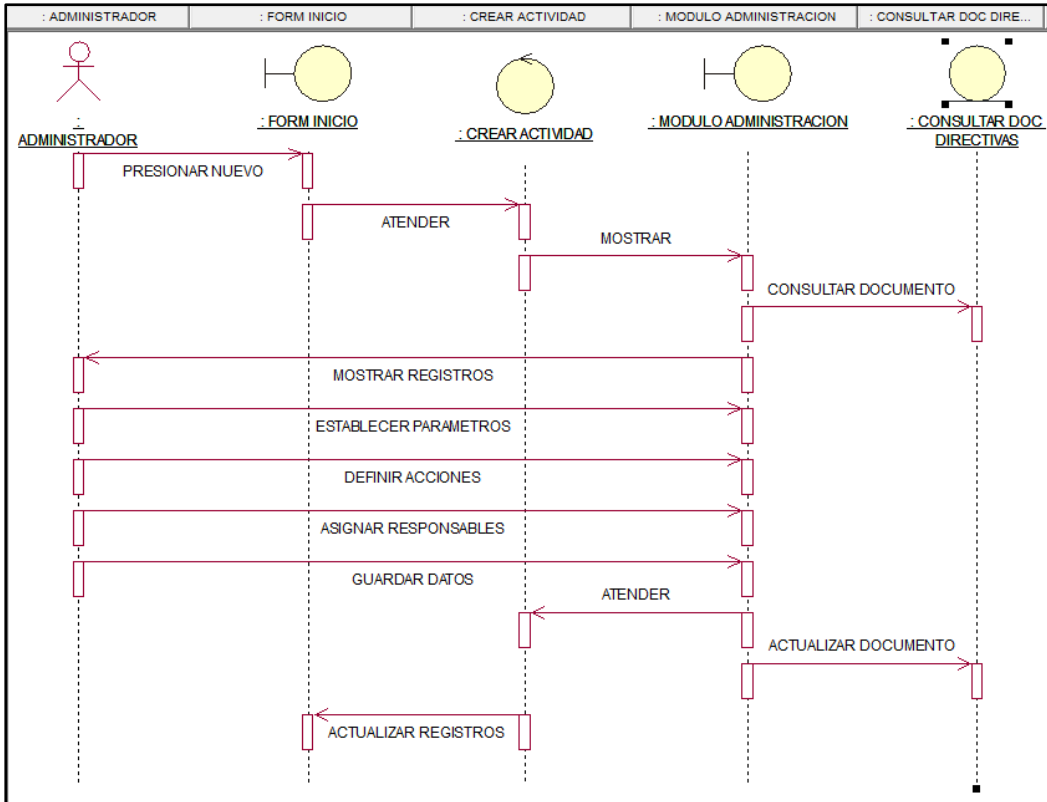 : ADMINISTRADOR
: FORM INICIO
: CREAR ACTIVIDAD
: MODULO ADMINISTRACION
: CONSULTAR DOC DIRE...
:
ADMINISTRADOR
: FORM INICIO
: CREAR ACTIVIDAD
: MODULO ADMINISTRACION
: CONSULTAR DOC
DIRECTIVAS
PRESIONAR NUEVO
ATENDER
MOSTRAR
CONSULTAR DOCUMENTO
MOSTRAR REGISTROS
ESTABLECER PARAMETROS
DEFINIR ACCIONES
ASIGNAR RESPONSABLES
GUARDAR DATOS
ATENDER
ACTUALIZAR DOCUMENTO
ACTUALIZAR REGISTROS